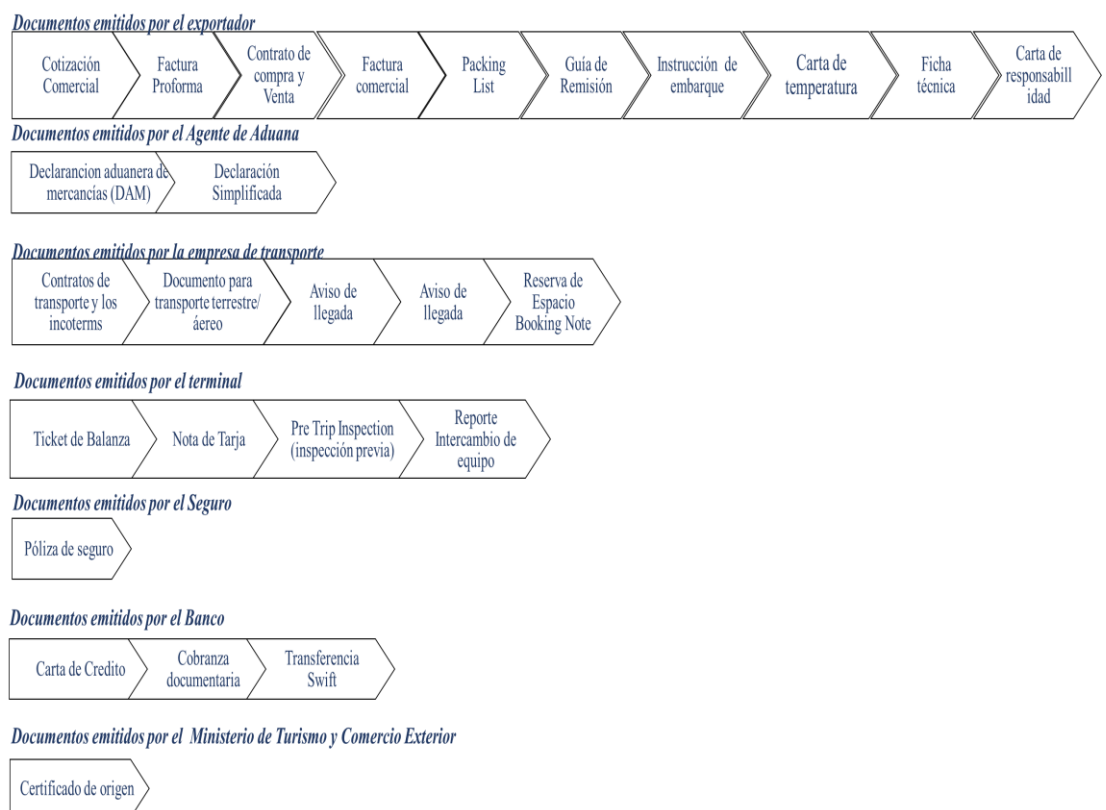 Documentos emitidos por el exportador
Cotización
Comercial
Factura
Proforma
Contrato de
compra y
Venta
Factura
comercial
Packing
List
Guía de
Remisión
Instrucción de
embarque
Carta de
temperatura
Ficha
técnica
Carta de
responsabill
idad
Documentos emitidos por el Agente de Aduana
Declarancion aduanera de
mercancías (DAM)
Declaración
Simplificada
Documentos emitidos por la empresa de transporte
Contratos de
transporte y los
incoterms
Documento para
transporte terrestre/
áereo
Aviso de
llegada
Aviso de
llegada
Reserva de
Espacio
Booking Note
Documentos emitidos por el terminal
Ticket de Balanza
Nota de Tarja
Pre Trip Inspection
(inspección previa)
Reporte
Intercambio de
equipo
Documentos emitidos por el Seguro
Póliza de seguro
Documentos emitidos por el Banco
Carta de Credito
Cobranza
documentaria
Transferencia
Swift
Documentos emitidos por el Ministerio de Turismo y Comercio Exterior
Certificado de origen